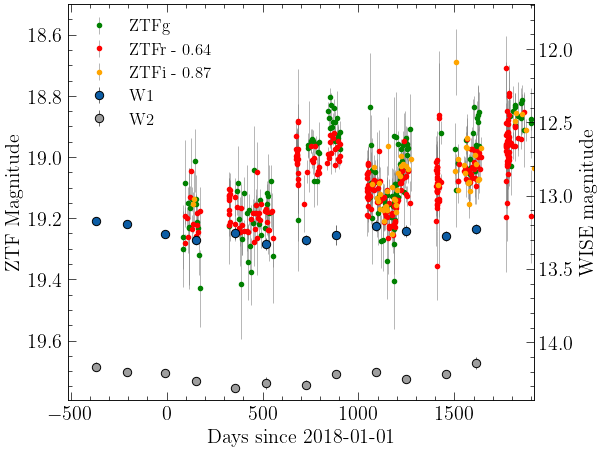 ZTFg
ZTFr - 0.64
ZTFi - 0.87
W1
W2
18.6
18.8
19.0
19.2
19.4
19.6
ZTF Magnitude
12.0
12.5
13.0
13.5
14.0
WISE magnitude
−500 0 500 1000 1500
Days since 2018-01-01